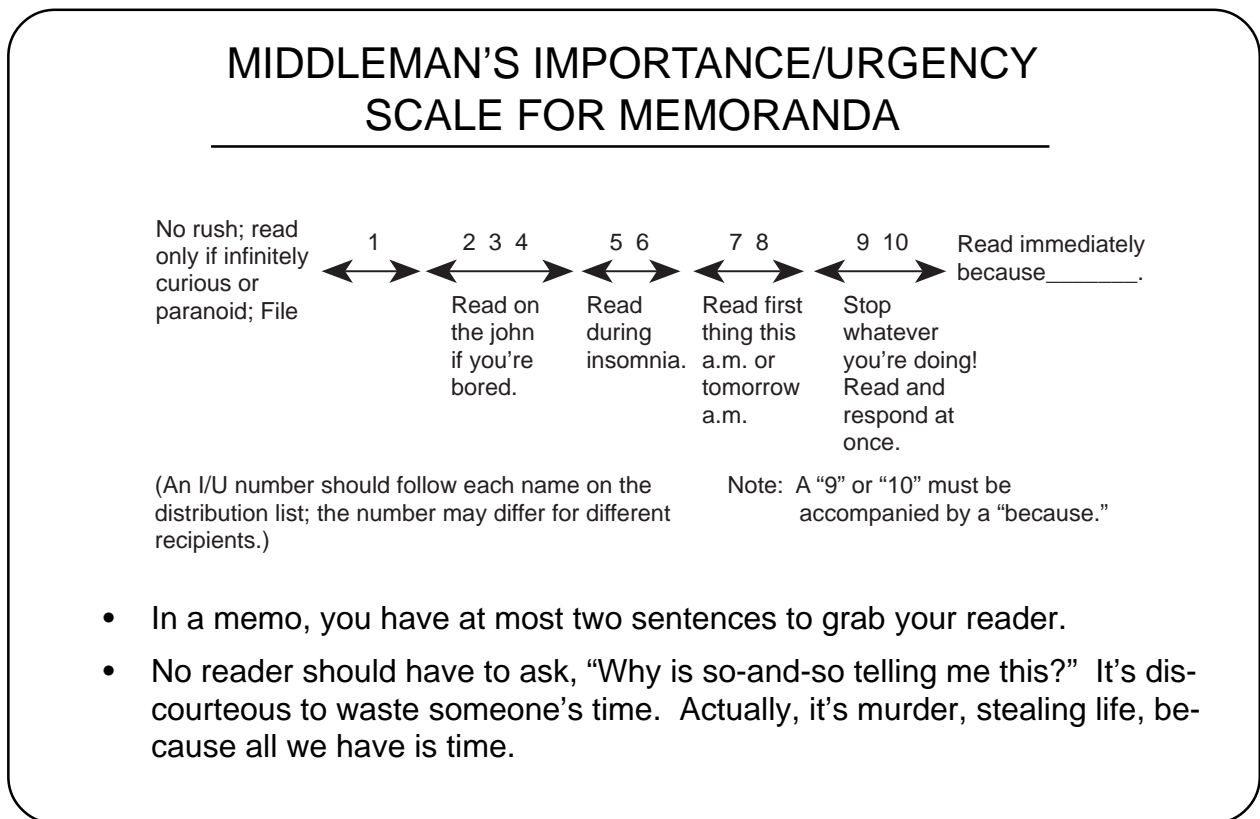 MIDDLEMAN’S IMPORTANCE/URGENCY
SCALE FOR MEMORANDA
No rush; read
only if infinitely
curious or
paranoid; File
1
2 3 4
5 6
7 8
9 10
Read immediately
because_______.
Read on
the john
if you’re
bored.
Read
during
insomnia.
Read first
thing this
a.m. or
tomorrow
a.m.
Stop
whatever
you’re doing!
Read and
respond at
once.
(An I/U number should follow each name on the
distribution list; the number may differ for different
recipients.)
Note: A “9” or “10” must be
accompanied by a “because.”
• In a memo, you have at most two sentences to grab your reader.
• No reader should have to ask, “Why is so-and-so telling me this?” It’s dis-
courteous to waste someone’s time. Actually, it’s murder, stealing life, be-
cause all we have is time.